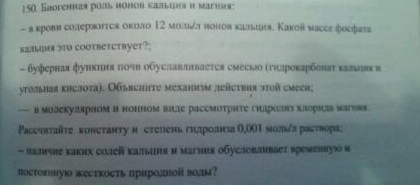 150. Биогенная роль ионов кальция и магния:
– в крови содержится около 12 моль/л ионов кальция. Какой массе фосфата
кальция это соответствует?;
– буферная функция почв обуславливается смесью (гидрокарбонат кальция и
угольная кислота). Объясните механизм действия этой смеси;
— в молекулярном и ионном виде рассмотрите гидролиз хлорида магния.
Рассчитайте константу и степень гидролиза 0,001 моль/л раствора;
– наличие каких солей кальция и магния обусловливает временную и
постоянную жесткость природной воды?